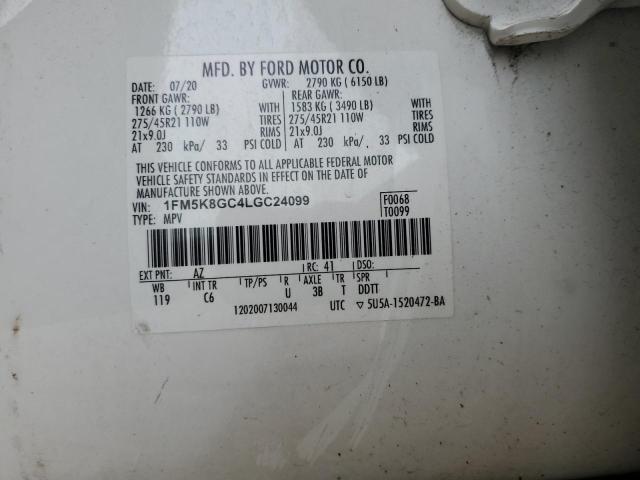 MFD. BY FORD MOTOR CO.
DATE: 07/20 GVWR: 2790 KG ( 6150 LB)
FRONT GAWR: REAR GAWR:
1266 KG ( 2790 LB) WITH 1583 KG ( 3490 LB) WITH
275/45R21 110W TIRES 275/45R21 110W TIRES
21x9.0J RIMS 21x9.0J RIMS
AT 230 kPa/ 33 PSI COLD AT 230 kPa/ 33 PSI COLD
THIS VEHICLE CONFORMS TO ALL APPLICABLE FEDERAL MOTOR
VEHICLE SAFETY STANDARDS IN EFFECT ON THE DATE OF
MANUFACTURE SHOWN ABOVE.
VIN: 1FM5K8GC4LGC24099 F0068
TYPE: MPV T0099
EXT PNT: AZ RC: 41 DSO:
WB INT TR TP/PS R AXLE TR SPR
119 C6 U 3B T DDTT
1202007130044 UTC ▽ 5U5A-1520472-BA